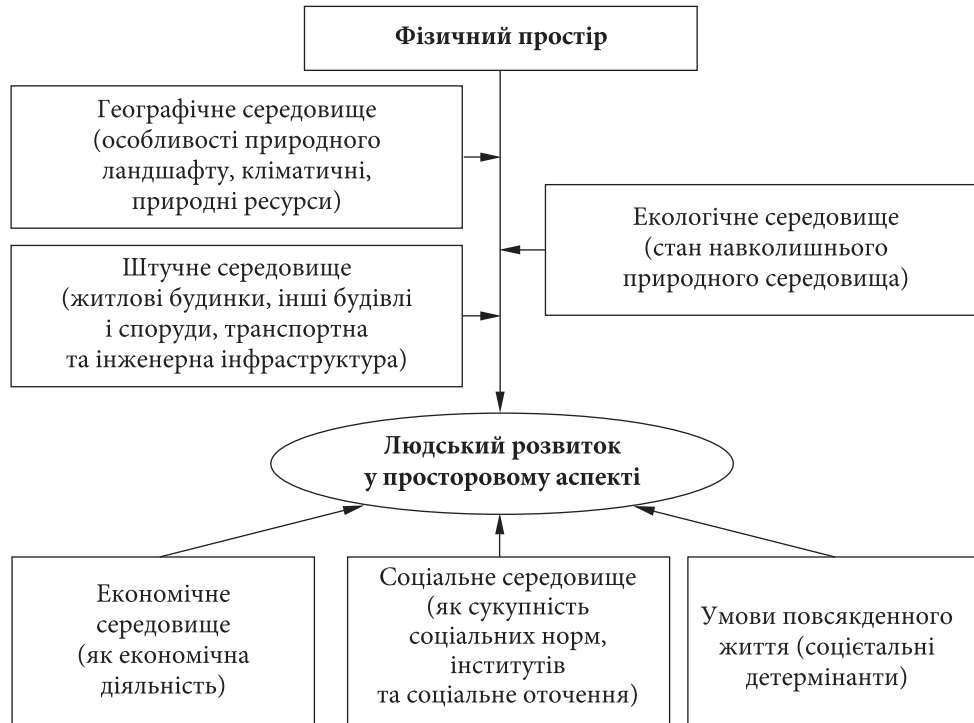 Фізичний простір
Географічне середовище
(особливості природного
ландшафту, кліматичні,
природні ресурси)
Екологічне середовище
(стан навколишнього
природного середовища)
Штучне середовище
(житлові будинки, інші будівлі
і споруди, транспортна
та інженерна інфраструктура)
Людський розвиток
у просторовому аспекті
Економічне
середовище
(як економічна
діяльність)
Соціальне середовище
(як сукупність
соціальних норм,
інститутів
та соціальне оточення)
Умови повсякденного
життя (соцієтальні
детермінанти)